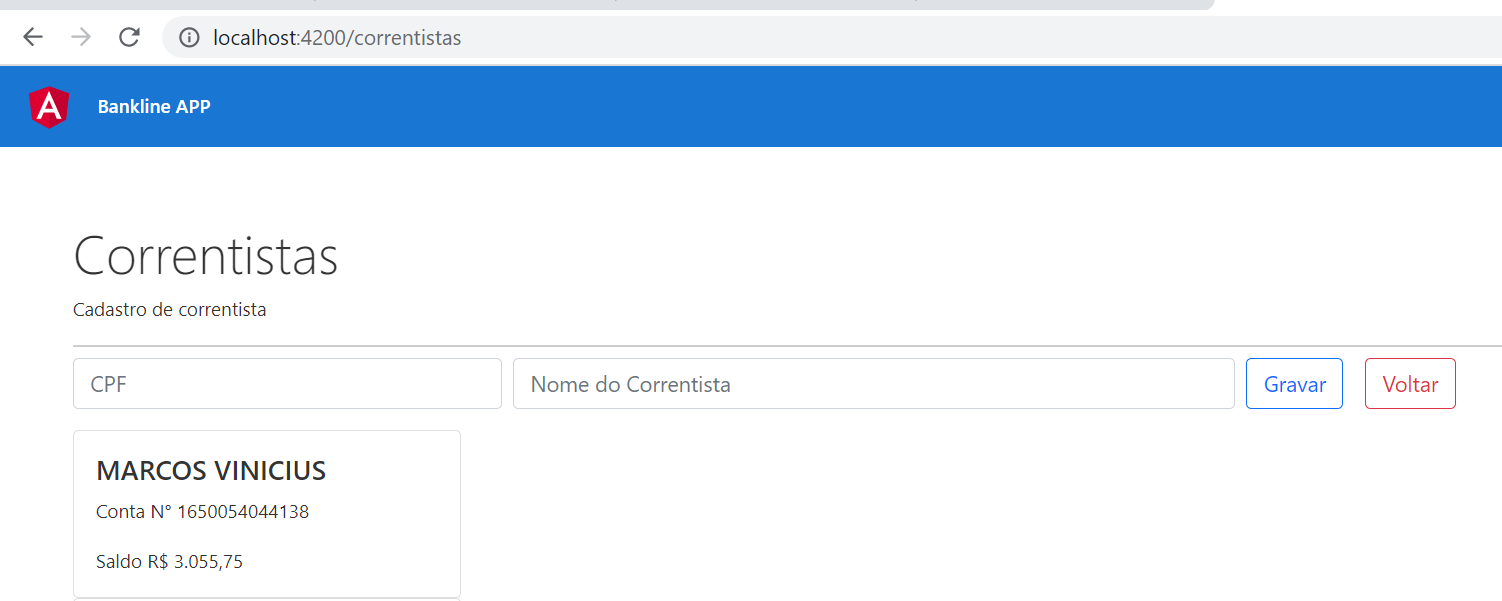 localhost:4200/correntistas
A Bankline APP
Correntistas
Cadastro de correntista
CPF Nome do Correntista Gravar Voltar
MARCOS VINICIUS
Conta N° 1650054044138
Saldo R$ 3.055,75